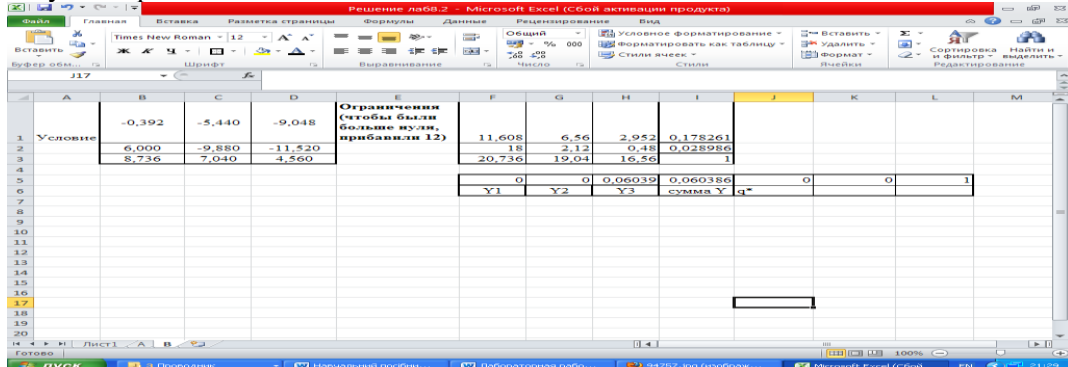 Решение лаб8.2 - Microsoft Excel (Сбой активации продукта)
Файл Главная Вставка Разметка страницы Формулы Данные Рецензирование Вид
Вставить
Times New Roman 12
Ж К Ч
Общий
% 000
Условное форматирование
Форматировать как таблицу
Стили ячеек
Вставить
Удалить
Формат
Сортировка и фильтр
Найти и выделить
Буфер обм... Шрифт Выравнивание Число Стили Ячейки Редактирование
J17 fx
A B C D E F G H I J K L M
1 Условие -0,392 -5,440 -9,048 Ограничения (чтобы были больше нуля, прибавили 12) 11,608 6,56 2,952 0,178261
2 6,000 -9,880 -11,520 18 2,12 0,48 0,028986
3 8,736 7,040 4,560 20,736 19,04 16,56 1
4
5 0 0 0,06039 0,060386 0 0 1
6 Y1 Y2 Y3 сумма Y q*
7
8
9
10
11
12
13
14
15
16
17
18
19
20
Лист1 A B
Готово 100%
пуск 3 Проводник Лабораторная рабо... Microsoft Excel (Сбой... EN 21:29